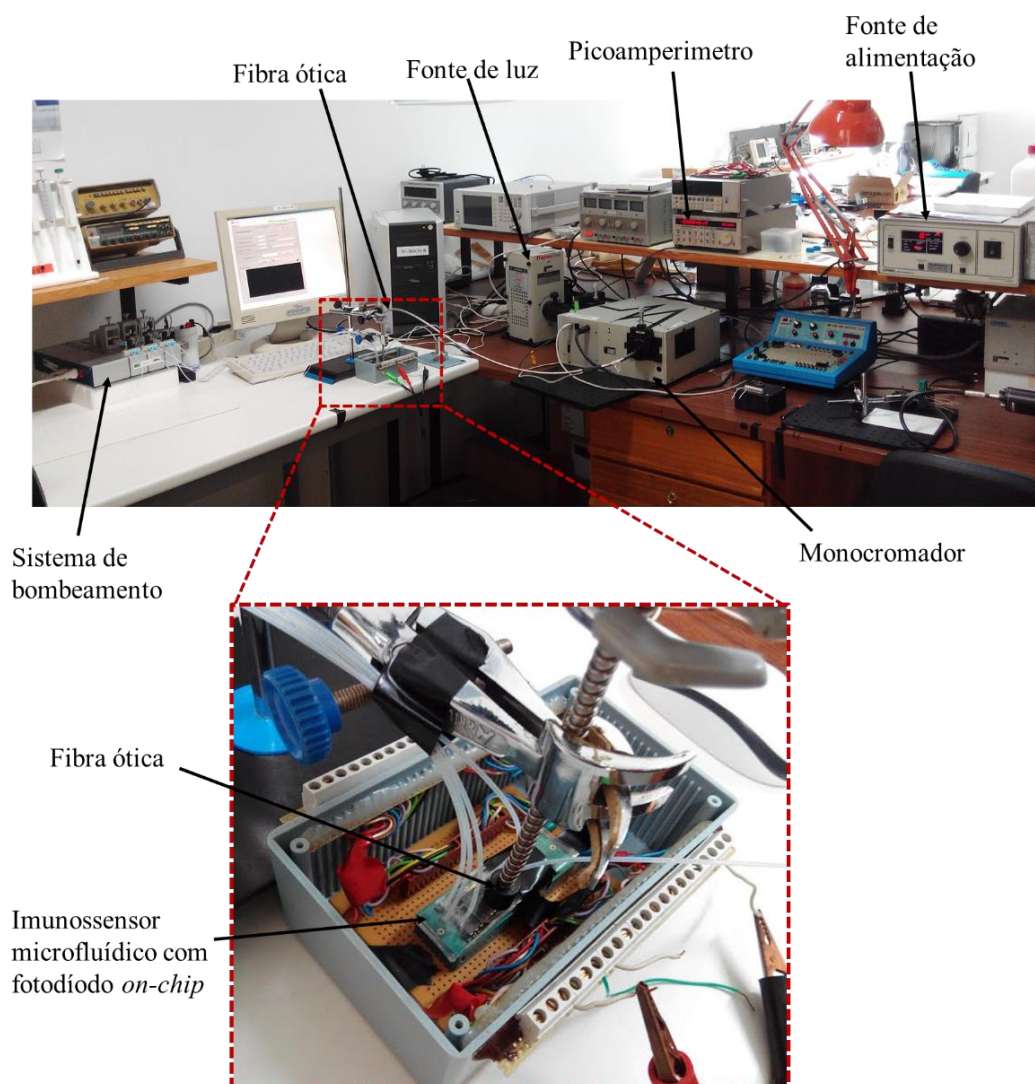 Fibra ótica
Fonte de luz
Picoamperimetro
Fonte de
alimentação
Sistema de
bombeamento
Monocromador
Fibra ótica
Imunossensor
microfluídico com
fotodíodo on-chip